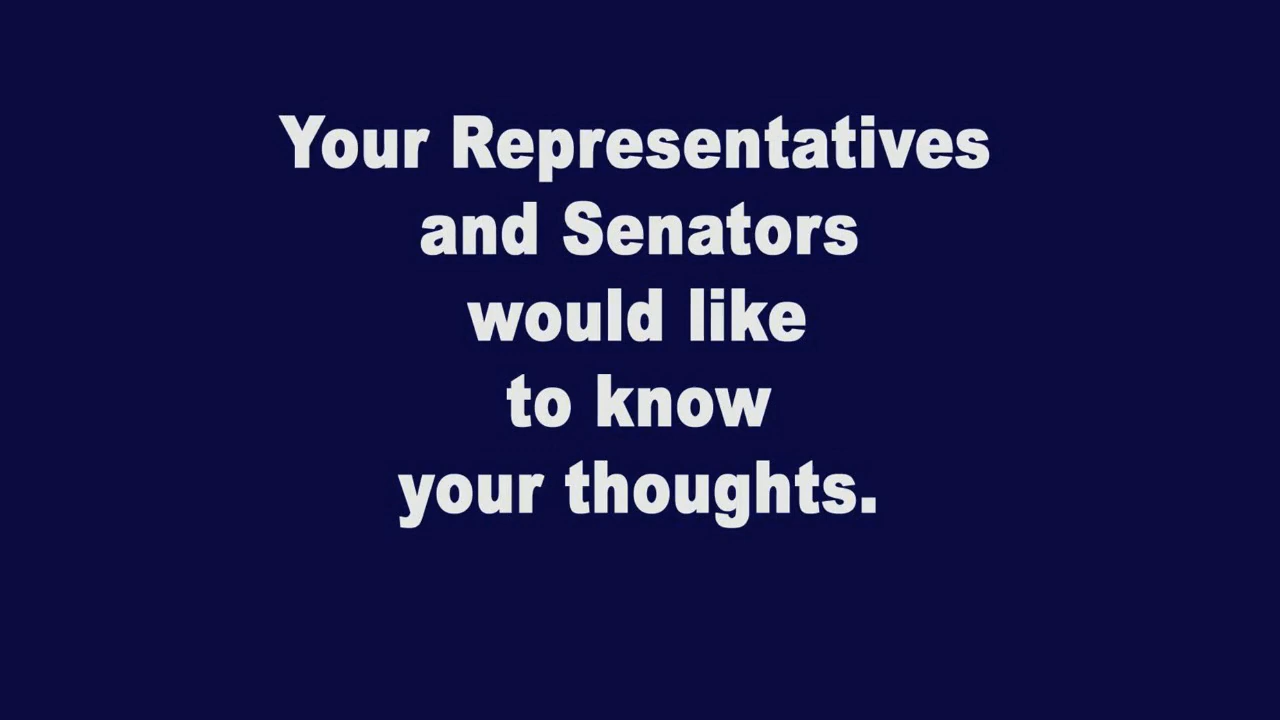 Your Representatives
and Senators
would like
to know
your thoughts.